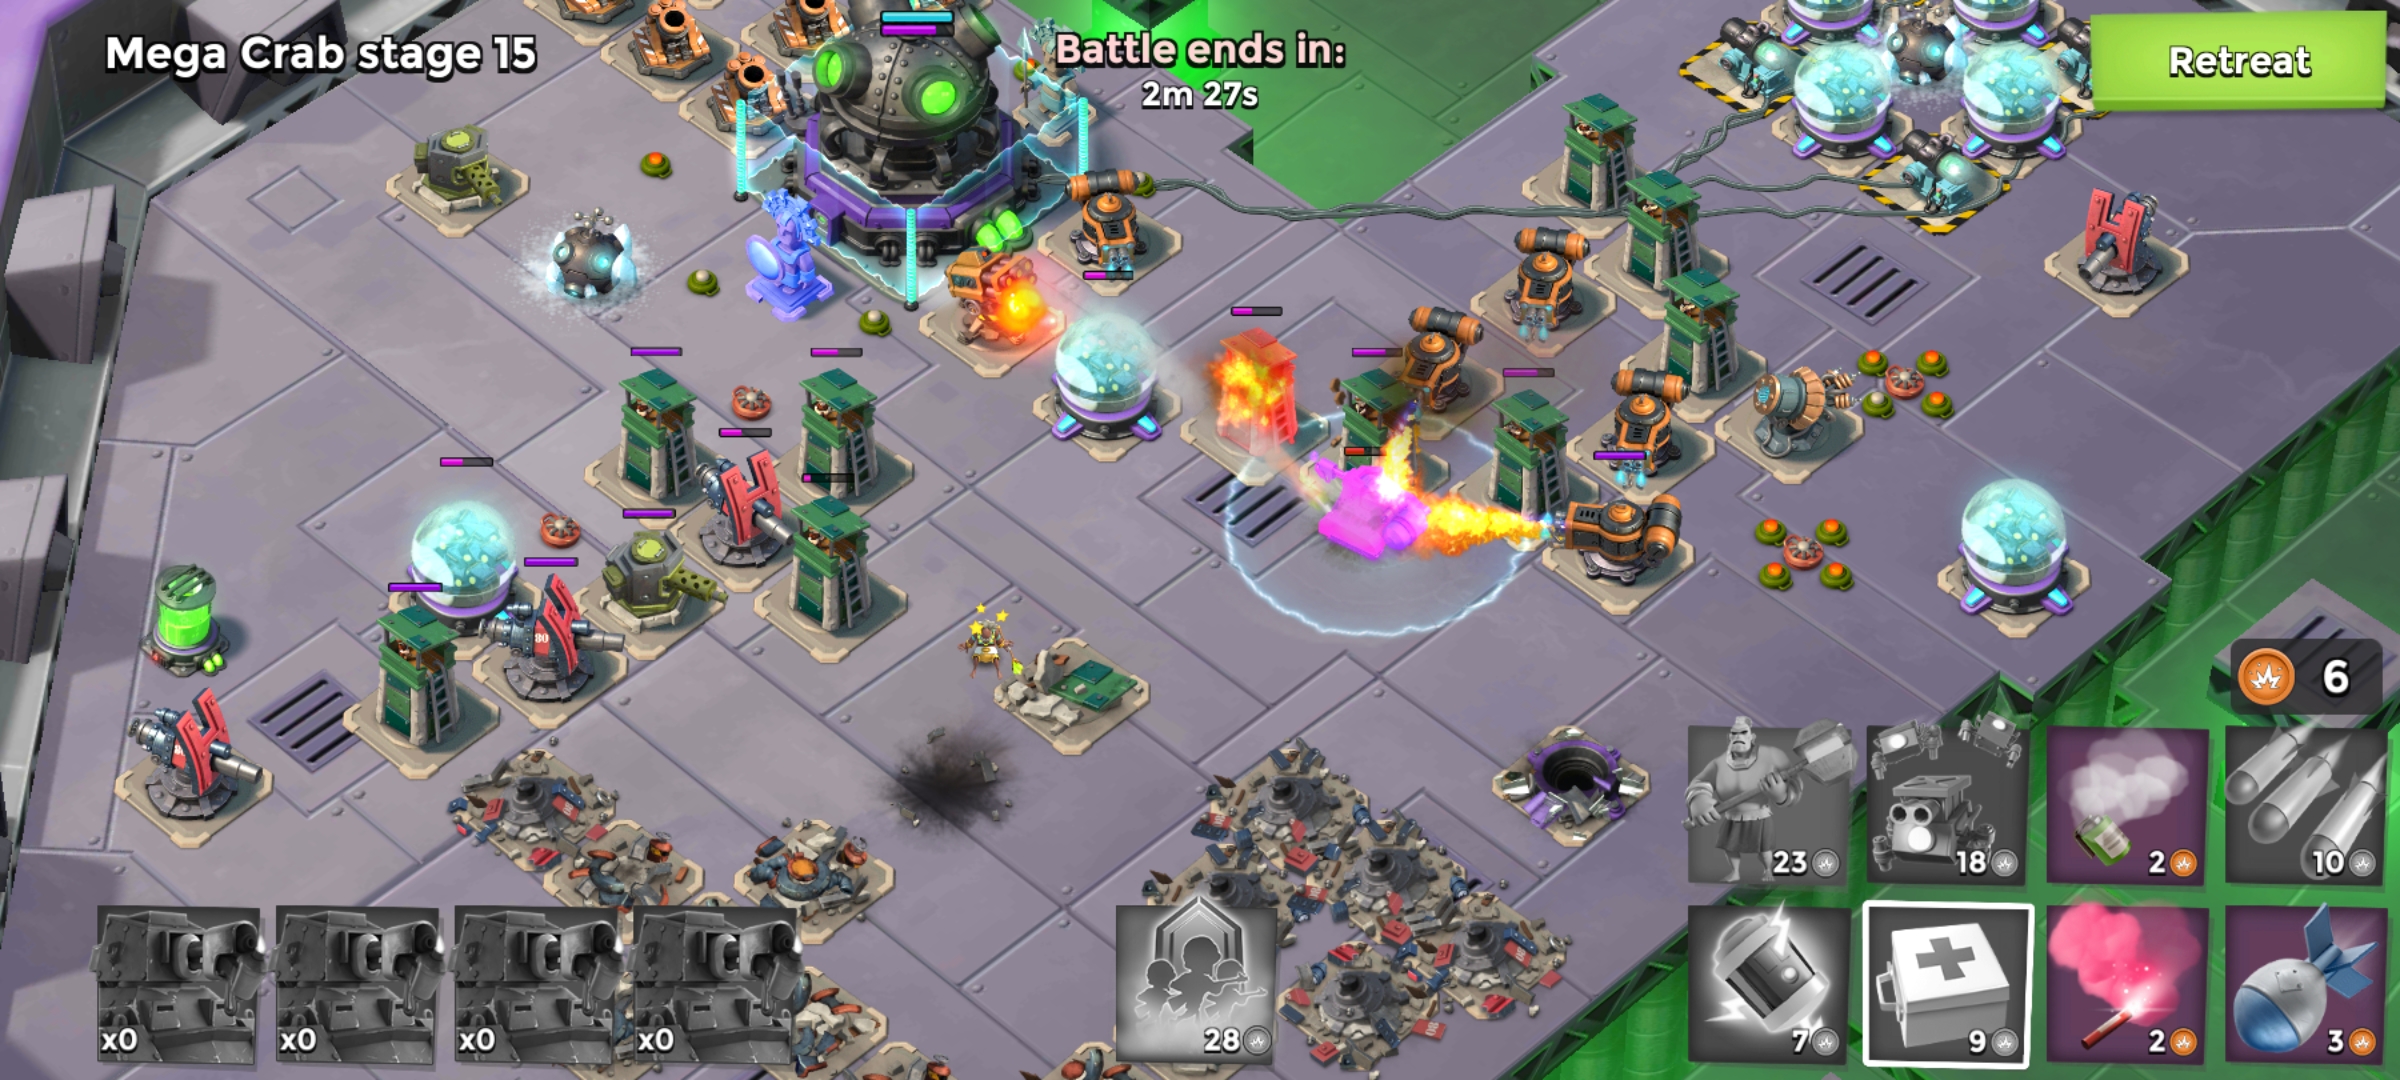 Mega Crab stage 15
Battle ends in:
2m 27s
Retreat
6
23
18
2
10
x0
x0
x0
x0
28
7
9
2
3